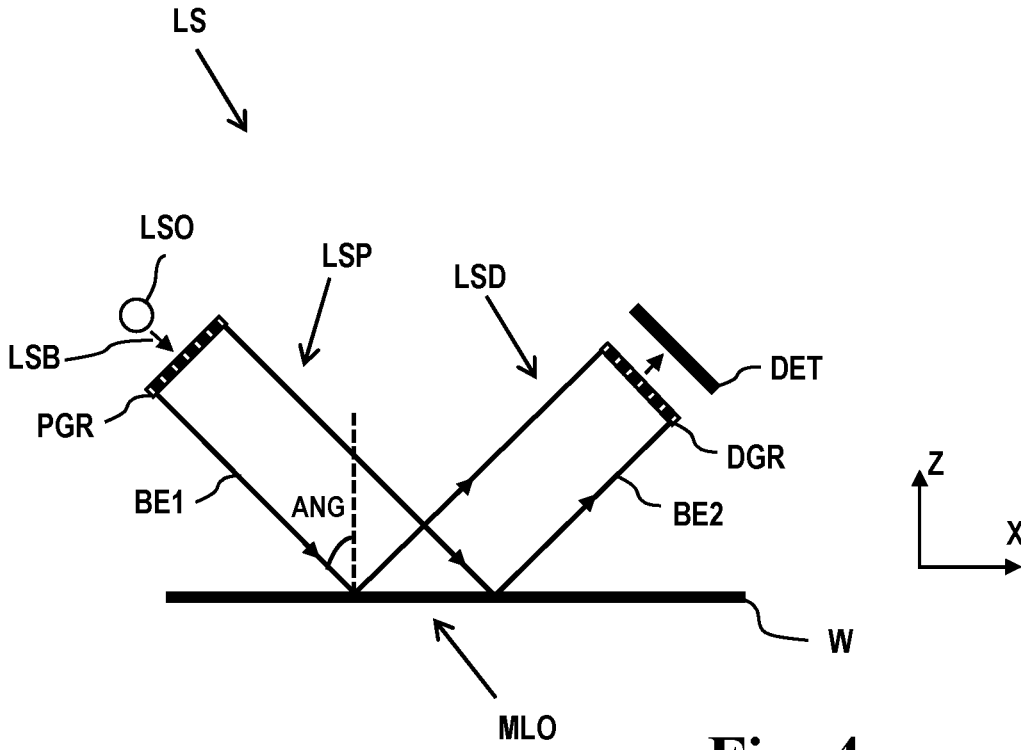 LS
LSO
LSP
LSD
LSB
DET
PGR
DGR
BE1
ANG
BE2
Z
X
W
MLO
Fig. 4